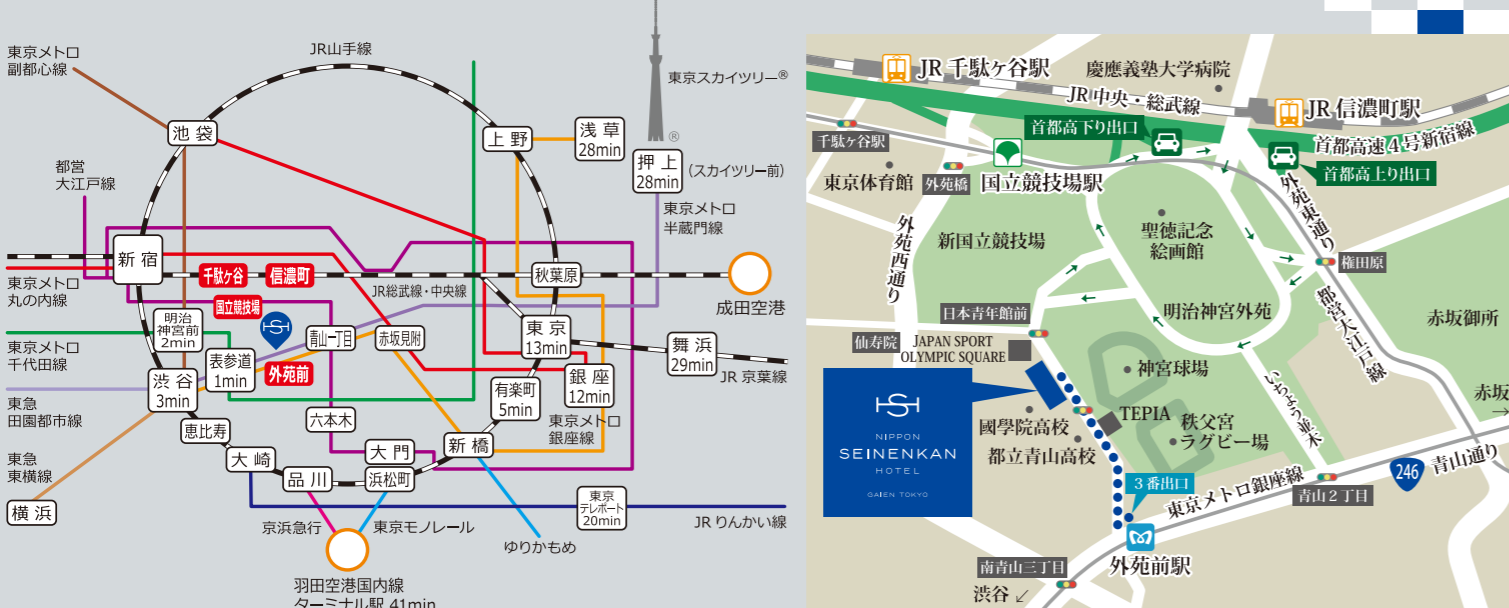 東京メトロ
副都心線
JR山手線
東京スカイツリー®
®
池袋
上野
浅草
28min
押上
28min
(スカイツリー前)
都営
大江戸線
東京メトロ
半蔵門線
新宿
千駄ヶ谷
信濃町
JR総武線・中央線
秋葉原
成田空港
東京メトロ
丸の内線
国立競技場
明治
神宮前
2min
青山一丁目
赤坂見附
東京
13min
舞浜
29min
JR 京葉線
東京メトロ
千代田線
表参道
1min
外苑前
渋谷
3min
有楽町
5min
銀座
12min
東京メトロ
銀座線
東急
田園都市線
恵比寿
六本木
新橋
大崎
大門
東急
東横線
品川
浜松町
横浜
東京
テレポート
20min
JR りんかい線
京浜急行
東京モノレール
ゆりかもめ
羽田空港国内線
ターミナル駅 41min
JR 千駄ヶ谷駅
慶應義塾大学病院
JR 中央・総武線
JR 信濃町駅
首都高下り出口
首都高速 4 号新宿線
千駄ヶ谷駅
首都高上り出口
東京体育館
外苑橋
国立競技場駅
外苑東通り
外苑西通り
新国立競技場
聖徳記念
絵画館
権田原
日本青年館前
明治神宮外苑
都営大江戸線
赤坂御所
仙寿院
JAPAN SPORT
OLYMPIC SQUARE
神宮球場
いちょう並木
赤坂
→
NIPPON
SEINENKAN
HOTEL
GAIEN TOKYO
國學院高校
TEPIA
秩父宮
ラグビー場
都立青山高校
3番出口
東京メトロ銀座線
246
青山通り
青山2丁目
外苑前駅
南青山三丁目
渋谷 ↙